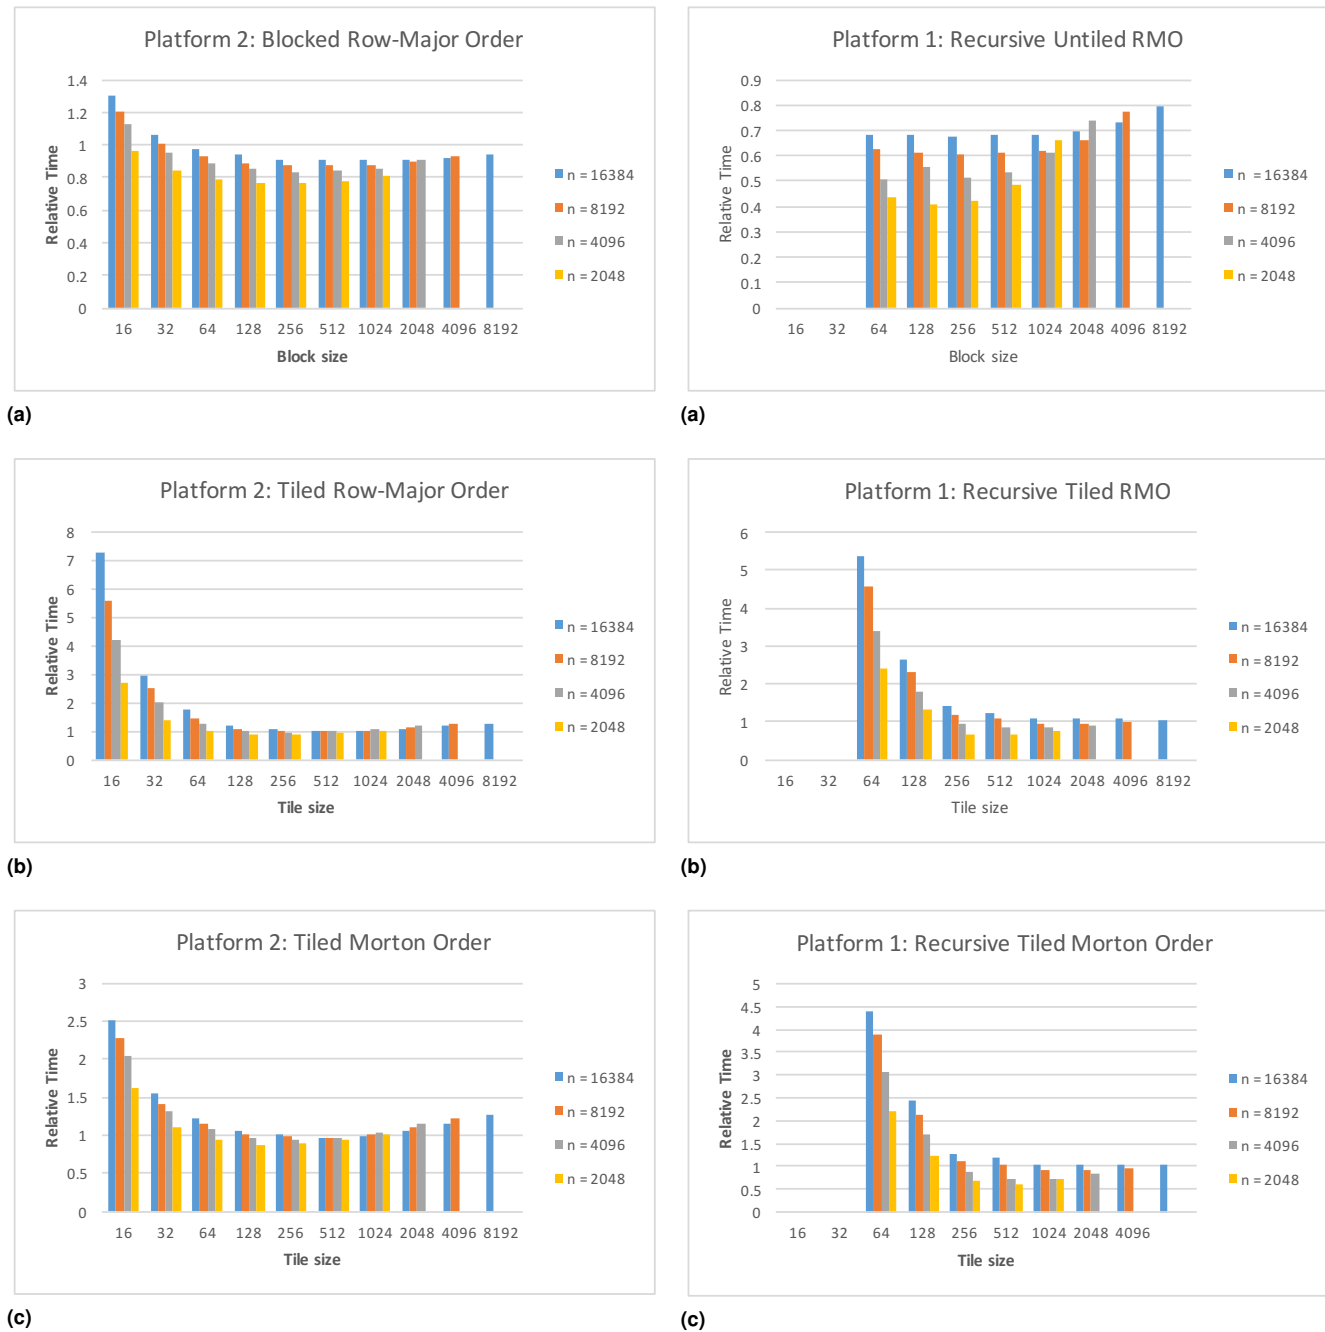 Platform 2: Blocked Row-Major Order
1.4
1.2
1
0.8
0.6
0.4
0.2
0
Relative Time
16 32 64 128 256 512 1024 2048 4096 8192
Block size
n = 16384
n = 8192
n = 4096
n = 2048
(a)
Platform 1: Recursive Untiled RMO
0.9
0.8
0.7
0.6
0.5
0.4
0.3
0.2
0.1
0
Relative Time
16 32 64 128 256 512 1024 2048 4096 8192
Block size
n = 16384
n = 8192
n = 4096
n = 2048
(a)
Platform 2: Tiled Row-Major Order
8
7
6
5
4
3
2
1
0
Relative Time
16 32 64 128 256 512 1024 2048 4096 8192
Tile size
n = 16384
n = 8192
n = 4096
n = 2048
(b)
Platform 1: Recursive Tiled RMO
6
5
4
3
2
1
0
Relative Time
16 32 64 128 256 512 1024 2048 4096 8192
Tile size
n = 16384
n = 8192
n = 4096
n = 2048
(b)
Platform 2: Tiled Morton Order
3
2.5
2
1.5
1
0.5
0
Relative Time
16 32 64 128 256 512 1024 2048 4096 8192
Tile size
n = 16384
n = 8192
n = 4096
n = 2048
(c)
Platform 1: Recursive Tiled Morton Order
5
4.5
4
3.5
3
2.5
2
1.5
1
0.5
0
Relative Time
16 32 64 128 256 512 1024 2048 4096
Tile size
n = 16384
n = 8192
n = 4096
n = 2048
(c)